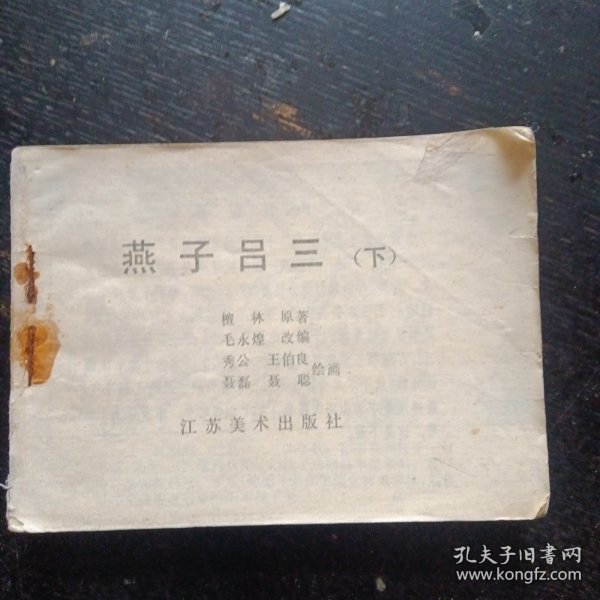 燕子吕三（下）
檀林 原著
毛永煌 改编
秀公 王伯良
聂磊 聂聪 绘画
江苏美术出版社
孔夫子旧书网
www.kongfz.com